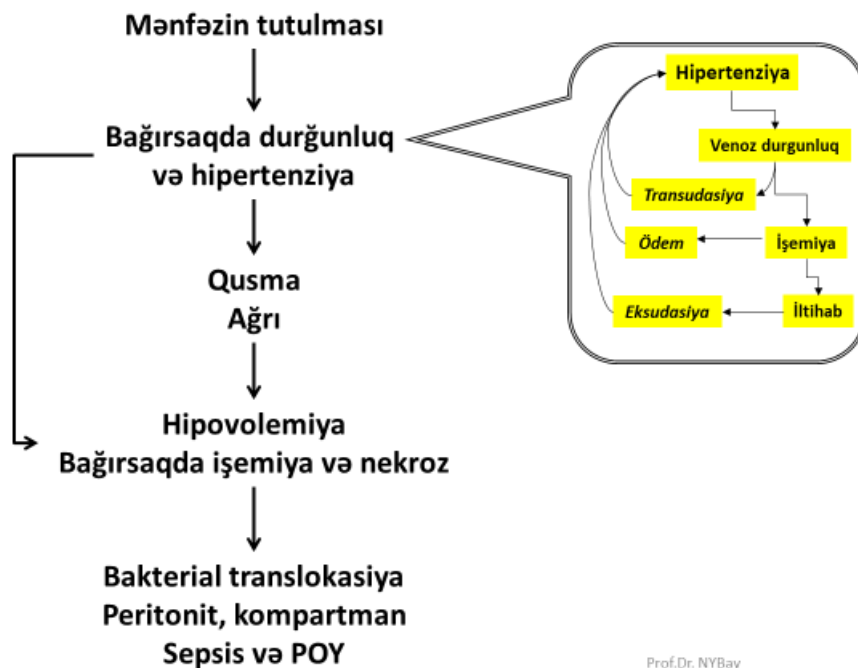 Mənfəzin tutulması
Bağırsaqda durğunluq
və hipertenziya
Qusma
Ağrı
Hipovolemiya
Bağırsaqda işemiya və nekroz
Bakterial translokasiya
Peritonit, kompartman
Sepsis və POY
Hipertenziya
Venoz durgunluq
Transudasiya
Ödem
İşemiya
Eksudasiya
İltihab
Prof.Dr. NYBay